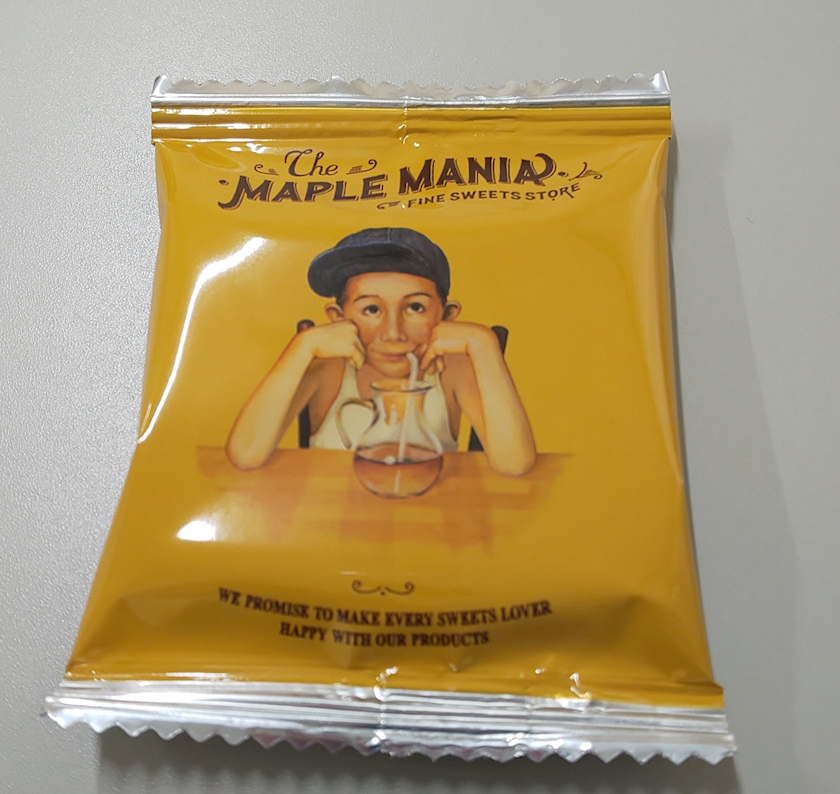 The
MAPLE MANIA
FINE SWEETS STORE
WE PROMISE TO MAKE EVERY SWEETS LOVER
HAPPY WITH OUR PRODUCTS